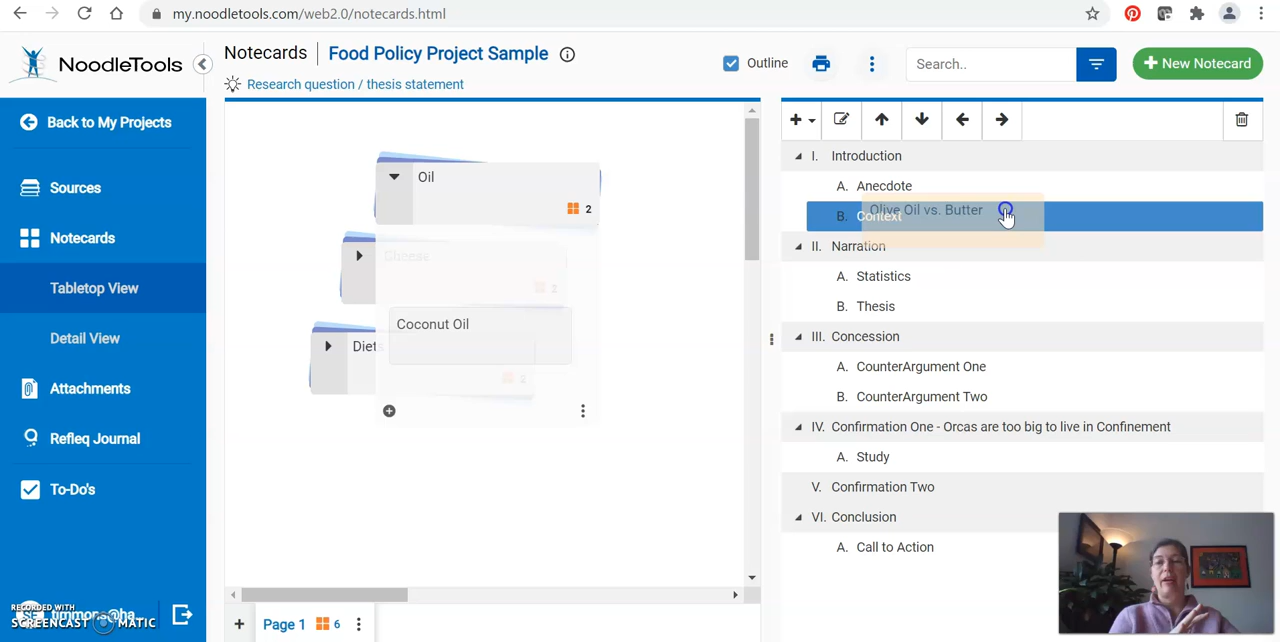 my.noodletools.com/web2.0/notecards.html
NoodleTools
Notecards
Food Policy Project Sample
Research question / thesis statement
Outline
Search..
New Notecard
Back to My Projects
Sources
Notecards
Tabletop View
Detail View
Attachments
Refleq Journal
To-Do's
RECORDED WITH
SCREENCAST MATIC
Oil
2
Cheese
2
Coconut Oil
Diets
2
Page 1
6
I. Introduction
A. Anecdote
Olive Oil vs. Butter
B. Context
II. Narration
A. Statistics
B. Thesis
III. Concession
A. CounterArgument One
B. CounterArgument Two
IV. Confirmation One - Orcas are too big to live in Confinement
A. Study
V. Confirmation Two
VI. Conclusion
A. Call to Action